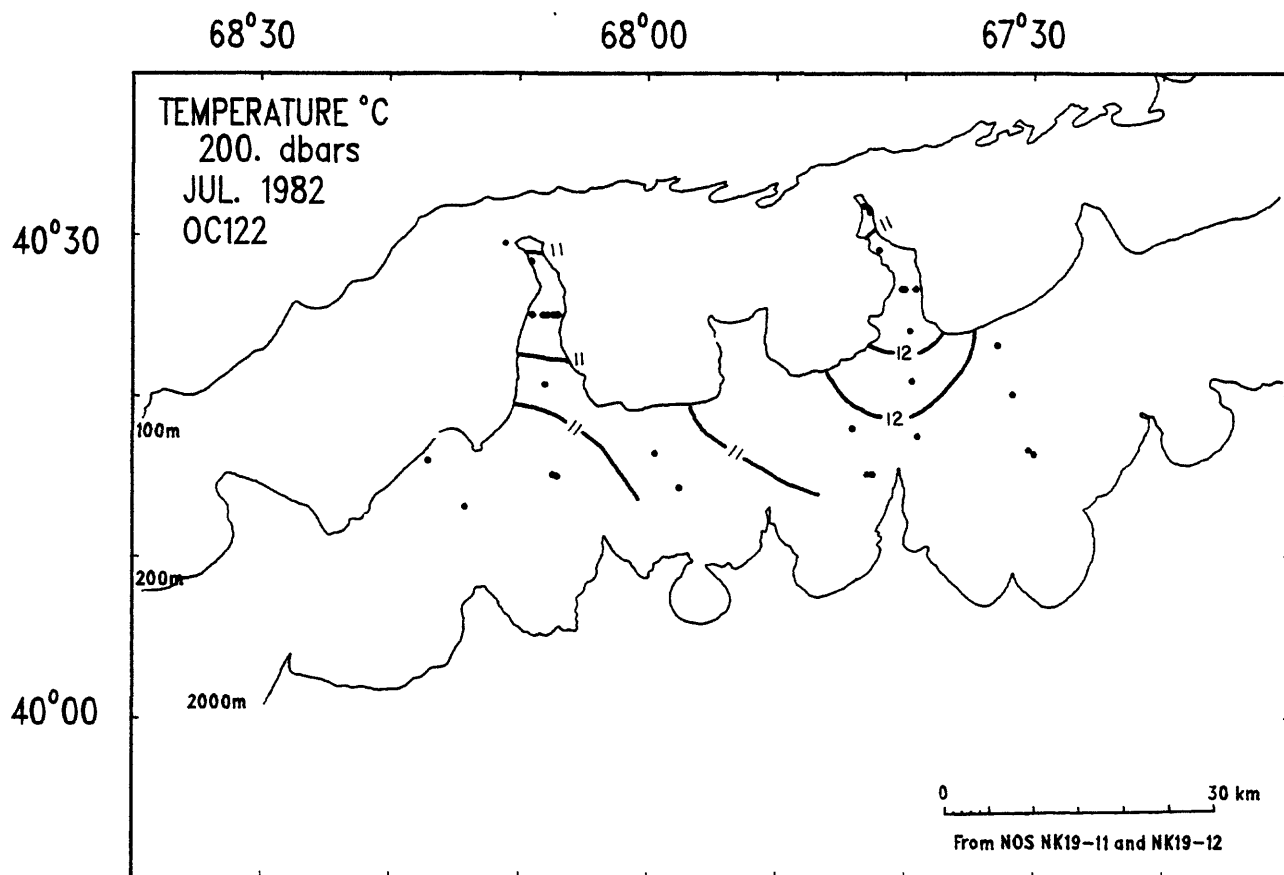 68°30 68°00 67°30
TEMPERATURE °C
200. dbars
JUL. 1982
OC122
40°30
11
11
11
12
11
12
11
11
100m
200m
2000m
40°00
0 30 km
From NOS NK19-11 and NK19-12